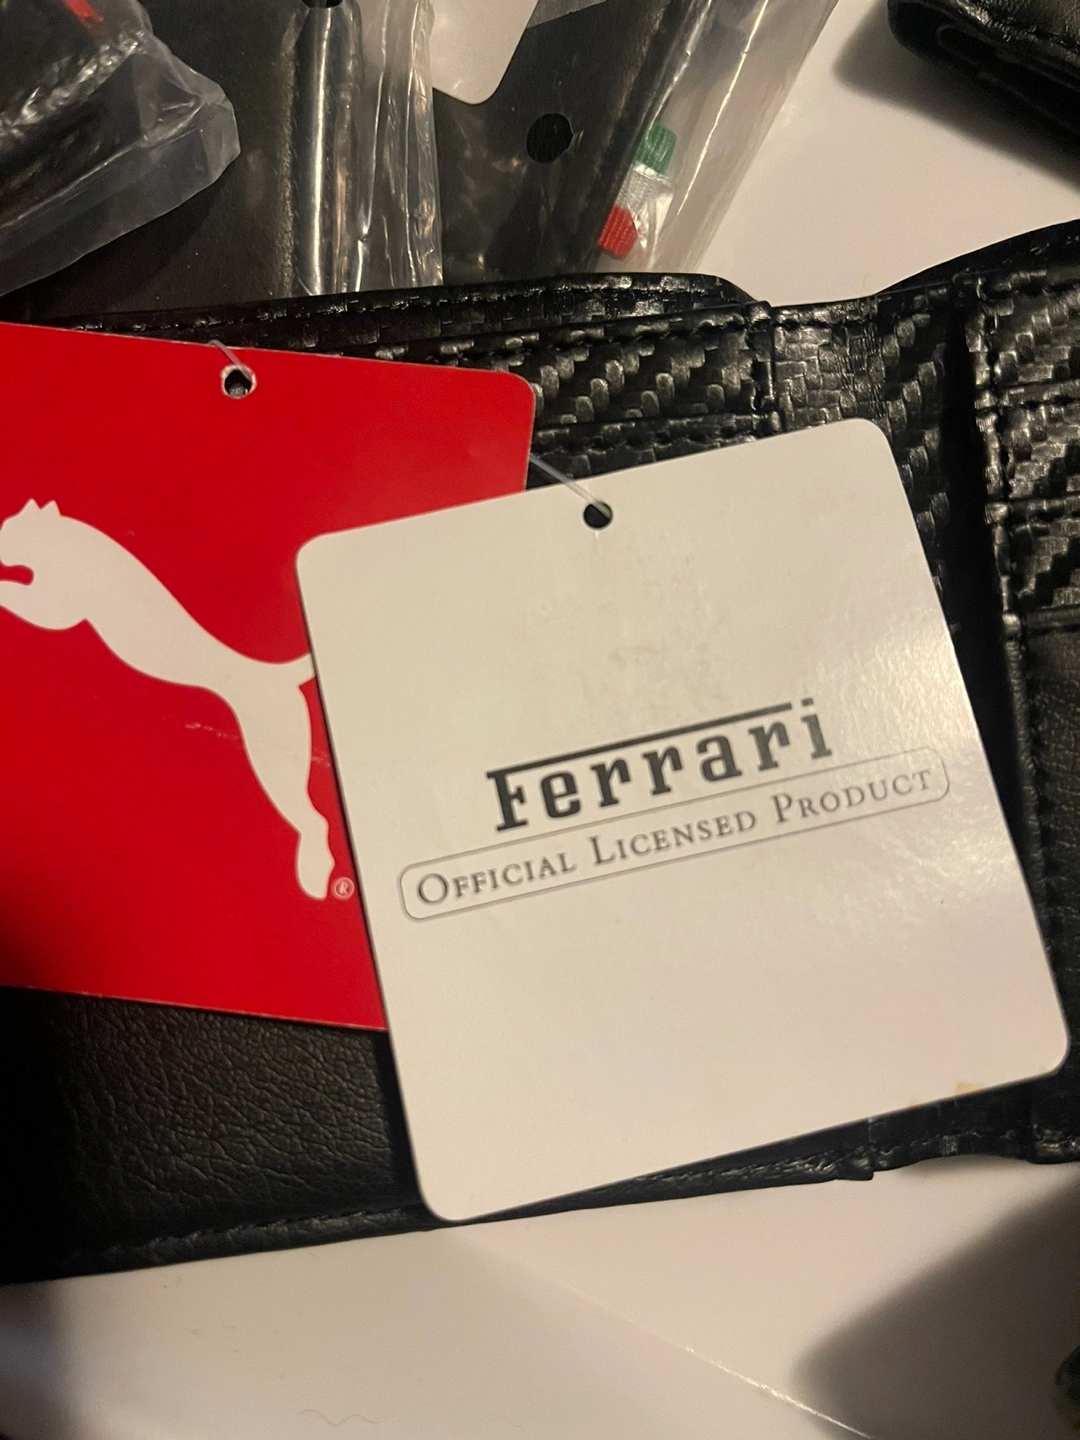 ®
Ferrari
OFFICIAL LICENSED PRODUCT